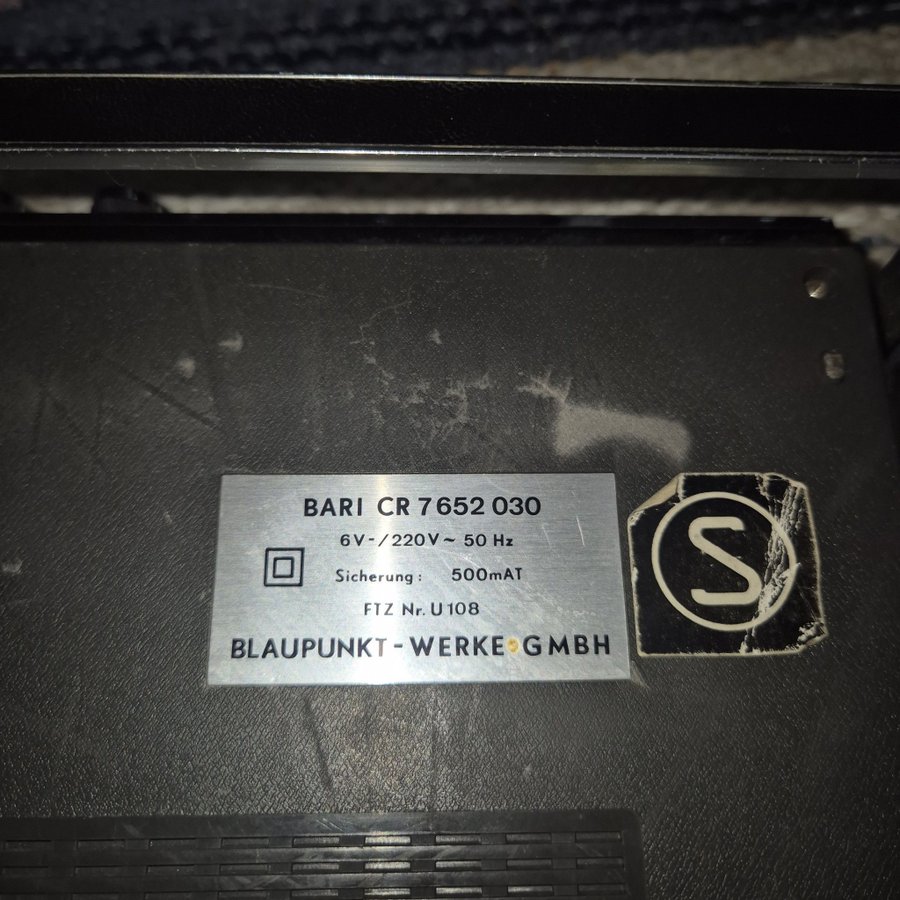 BARI CR 7652 030
6V-/220V~ 50 Hz
Sicherung: 500mAT
FTZ Nr. U108
BLAUPUNKT-WERKE GMBH
S